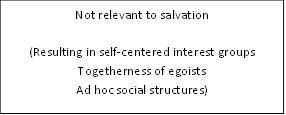 Not relevant to salvation
(Resulting in self-centered interest groups
Togetherness of egoists
Ad hoc social structures)